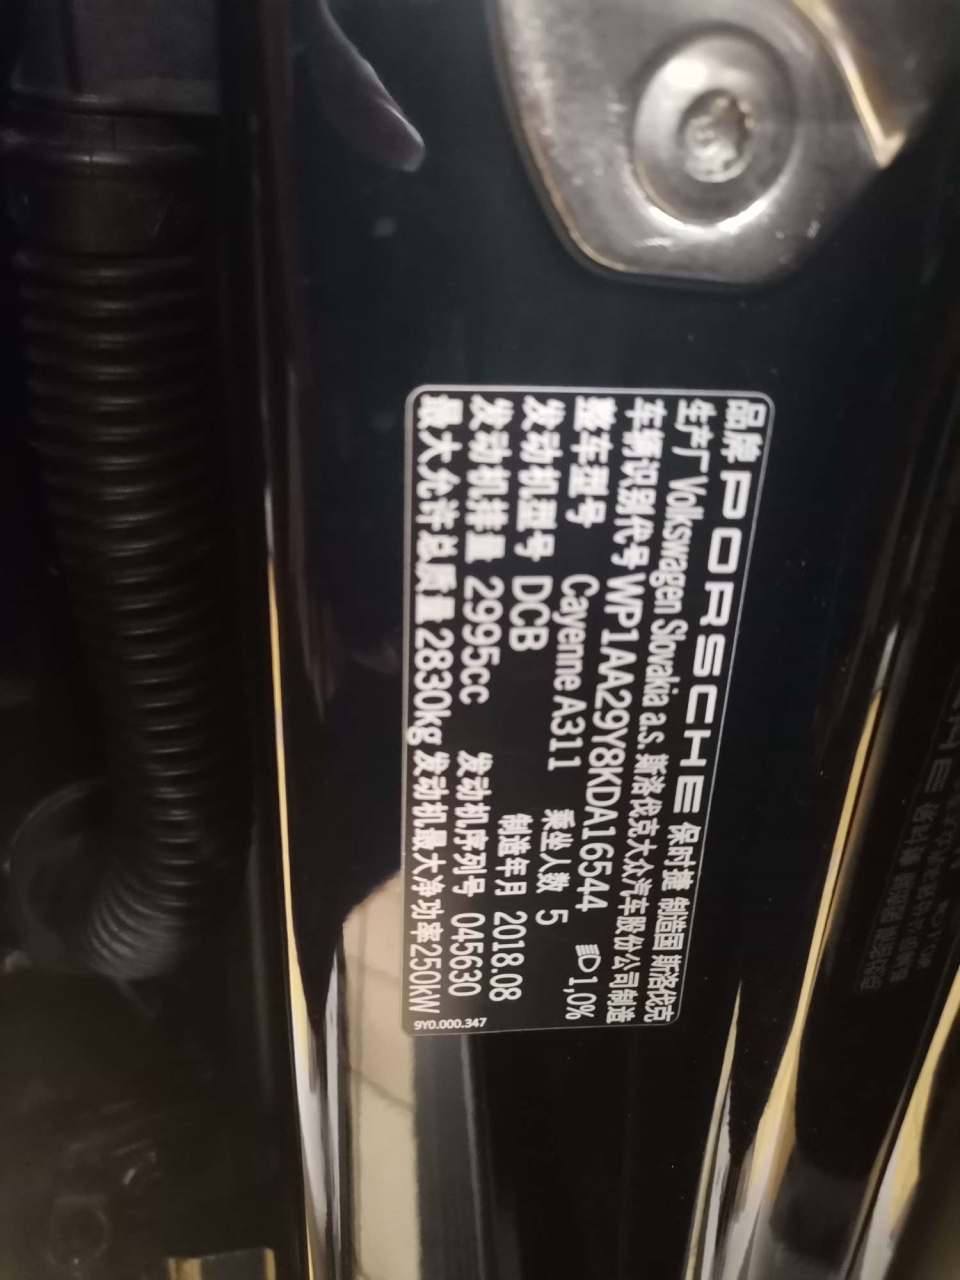 品牌 PORSCHE 保时捷 制造国 斯洛伐克
生产厂 Volkswagen Slovakia a.s. 斯洛伐克大众汽车股份公司制造
车辆识别代号 WP1AA29Y8KDA16544 1,0%
整车型号 Cayenne A311 乘坐人数 5
发动机型号 DCB 制造年月 2018.08
发动机排量 2995cc 发动机序列号 045630
最大允许总质量 2830kg 发动机最大净功率250kW
9Y0.000.347